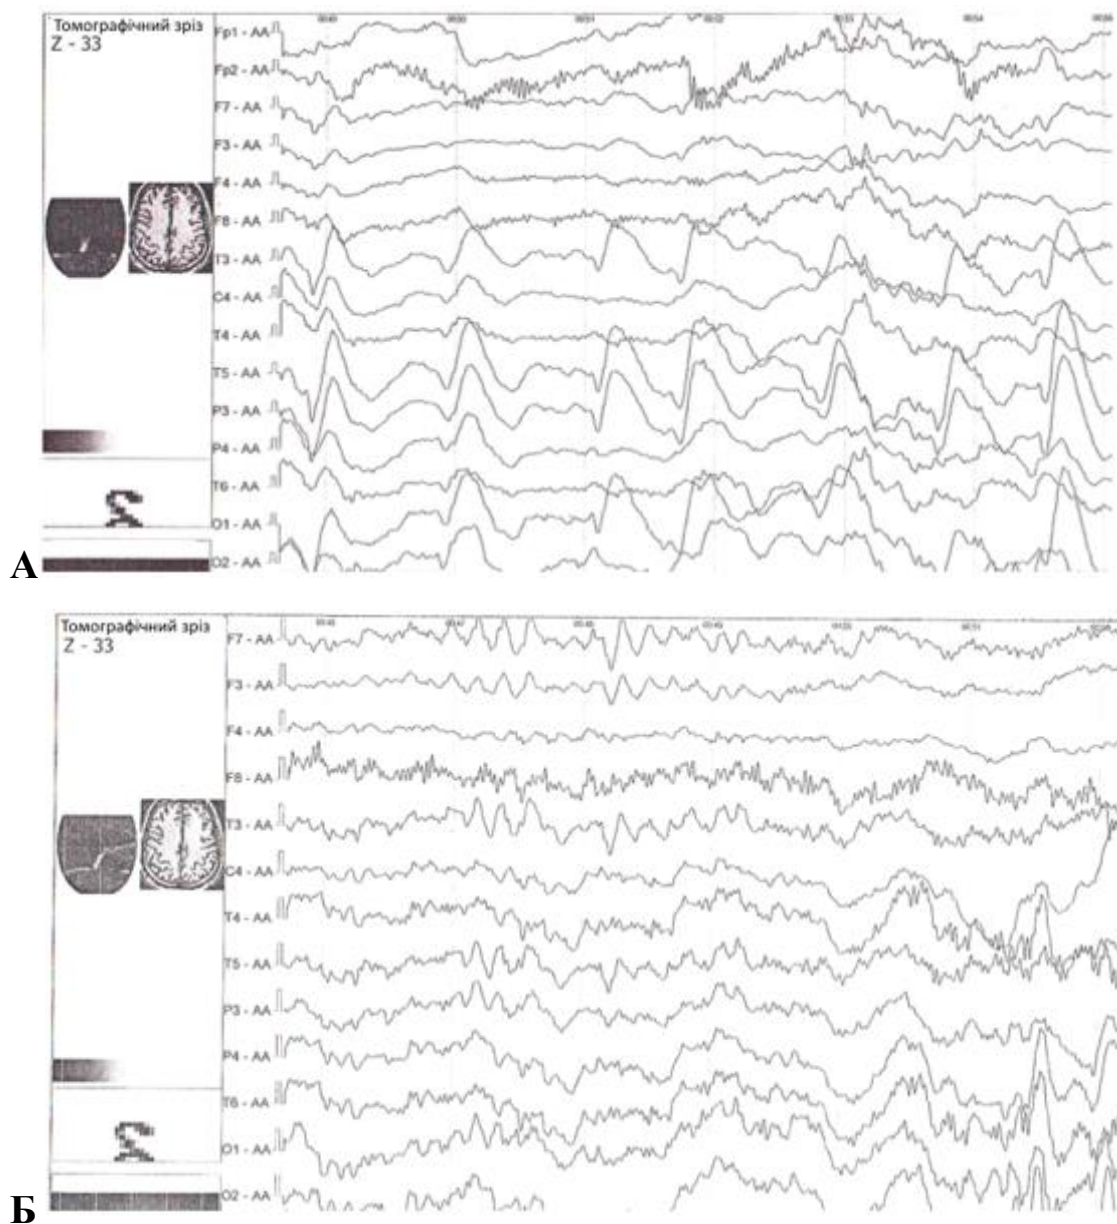 Томографічний зріз
Z - 33
Fp1 - AA
Fp2 - AA
F7 - AA
F3 - AA
F4 - AA
F8 - AA
T3 - AA
C4 - AA
T4 - AA
T5 - AA
P3 - AA
P4 - AA
T6 - AA
O1 - AA
O2 - AA
А
Томографічний зріз
Z - 33
F7 - AA
F3 - AA
F4 - AA
F8 - AA
T3 - AA
C4 - AA
T4 - AA
T5 - AA
P3 - AA
P4 - AA
T6 - AA
O1 - AA
O2 - AA
Б